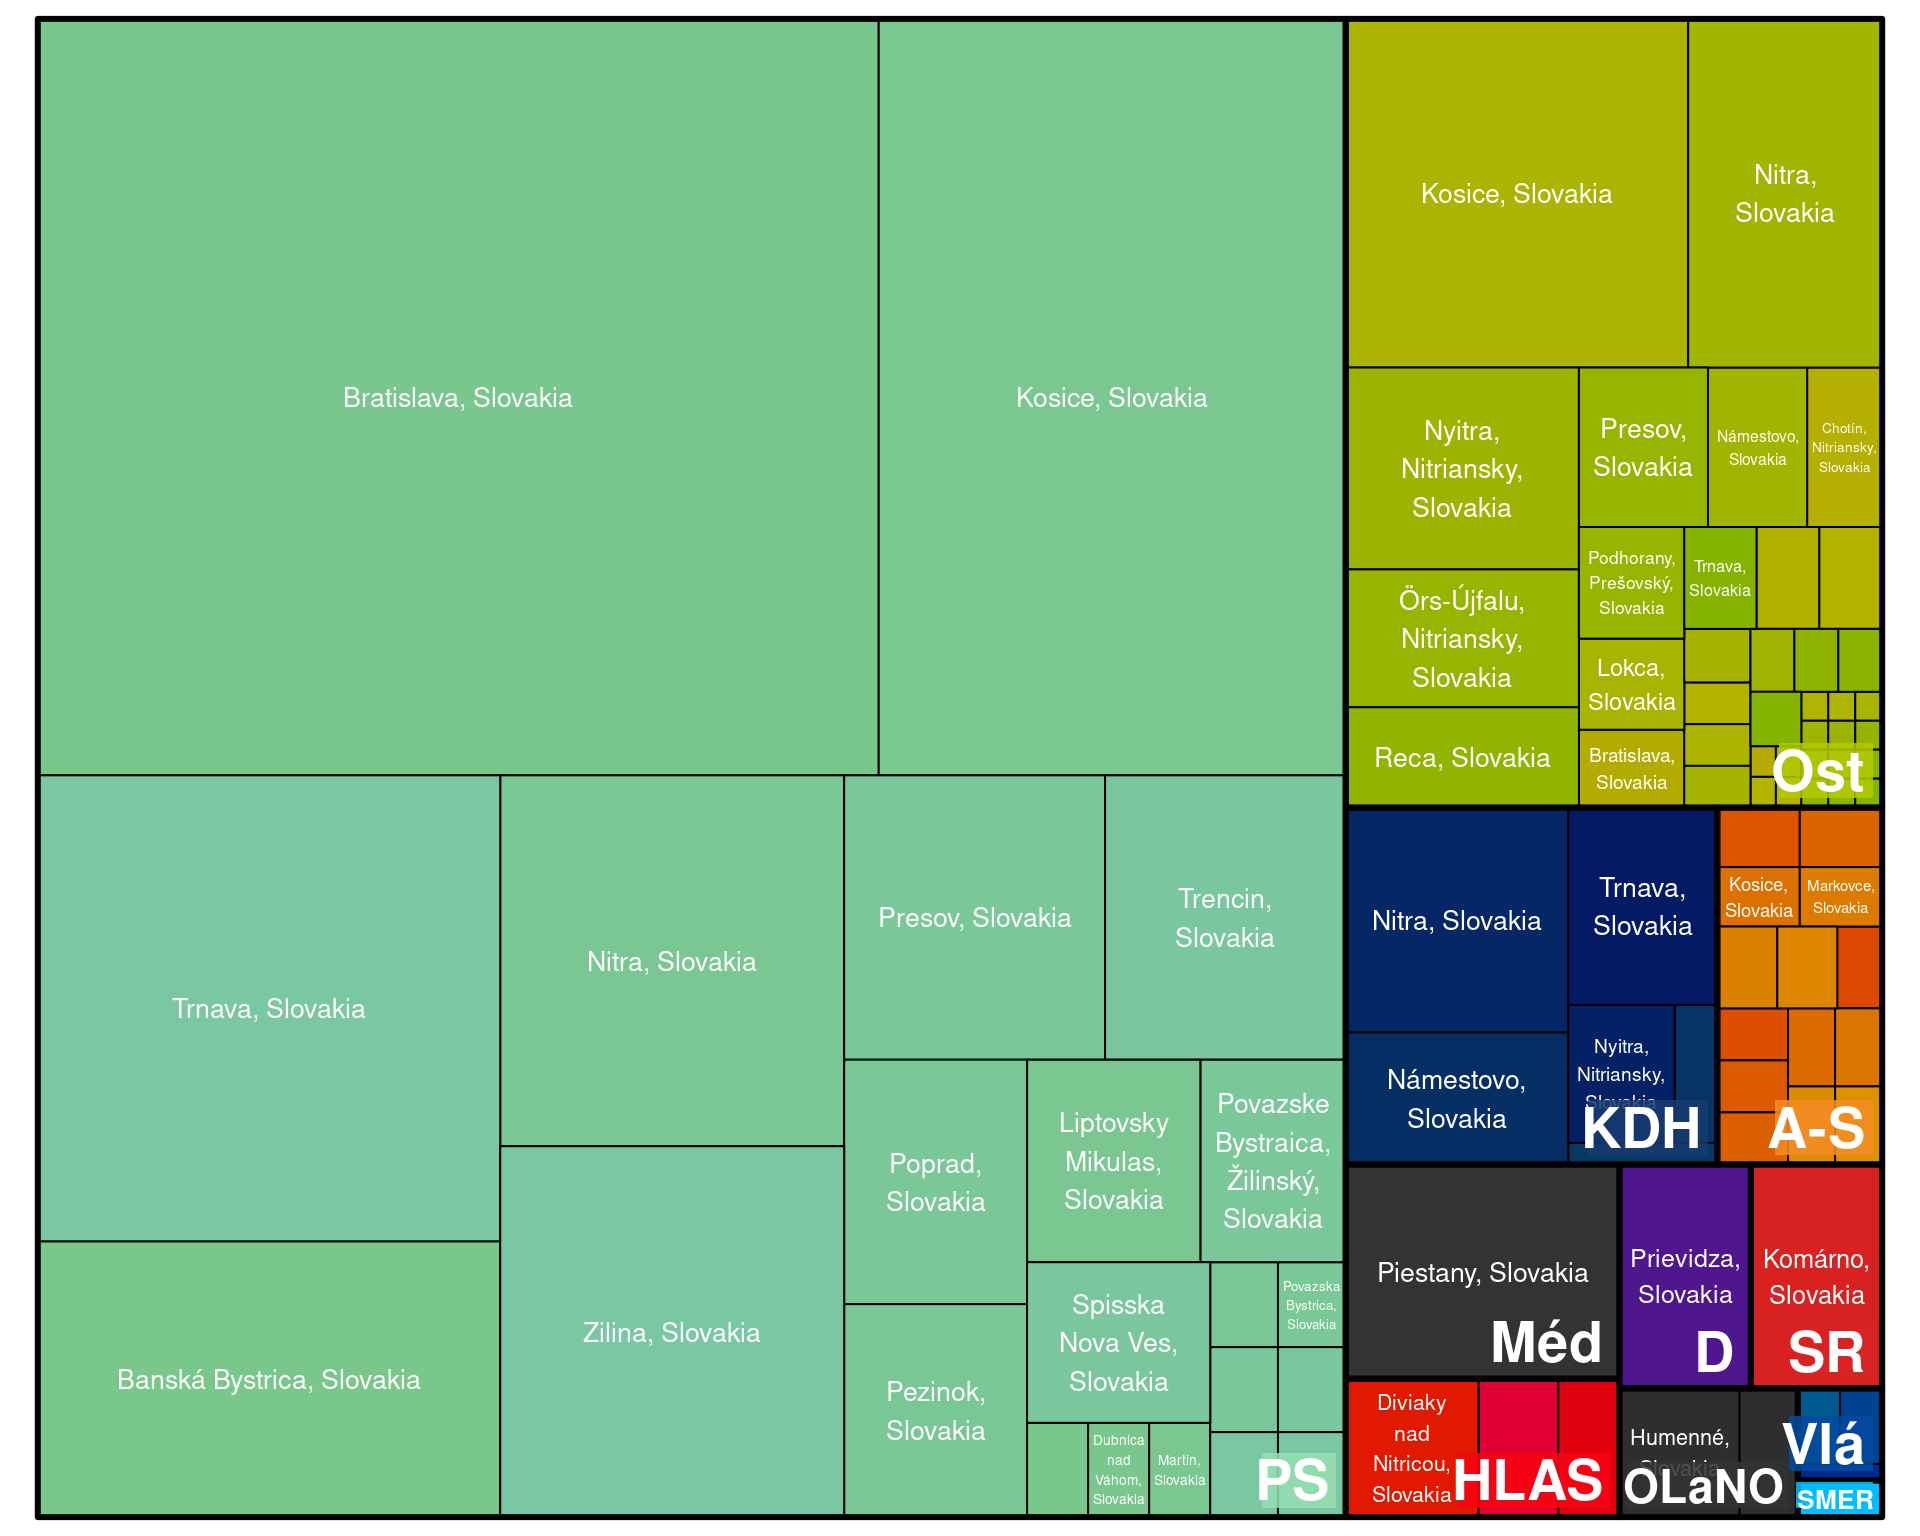 Bratislava, Slovakia
Kosice, Slovakia
Trnava, Slovakia
Banská Bystrica, Slovakia
Nitra, Slovakia
Zilina, Slovakia
Presov, Slovakia
Trencin,
Slovakia
Poprad,
Slovakia
Pezinok,
Slovakia
Liptovsky
Mikulas,
Slovakia
Povazske
Bystraica,
Žilinský,
Slovakia
Spisska
Nova Ves,
Slovakia
Povazska
Bystrica,
Slovakia
Dubnica
nad
Váhom,
Slovakia
Martin,
Slovakia
PS
Kosice, Slovakia
Nitra,
Slovakia
Nyitra,
Nitriansky,
Slovakia
Örs-Újfalu,
Nitriansky,
Slovakia
Reca, Slovakia
Presov,
Slovakia
Námestovo,
Slovakia
Chotín,
Nitriansky,
Slovakia
Podhorany,
Prešovský,
Slovakia
Trnava,
Slovakia
Lokca,
Slovakia
Bratislava,
Slovakia
Ost
Nitra, Slovakia
Trnava,
Slovakia
Námestovo,
Slovakia
Nyitra,
Nitriansky,
Slovakia
KDH
Kosice,
Slovakia
Markovce,
Slovakia
A-S
Piestany, Slovakia
Méd
Prievidza,
Slovakia
D
Komárno,
Slovakia
SR
Diviaky
nad
Nitricou,
Slovakia
HLAS
Humenné,
Slovakia
OLaNO
Vlá
SMER